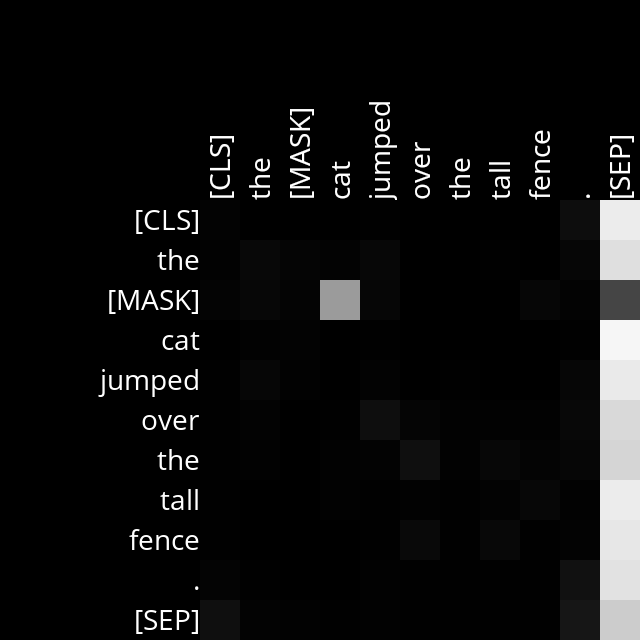 [CLS] the [MASK] cat jumped over the tall fence . [SEP]
[CLS]
the
[MASK]
cat
jumped
over
the
tall
fence
.
[SEP]